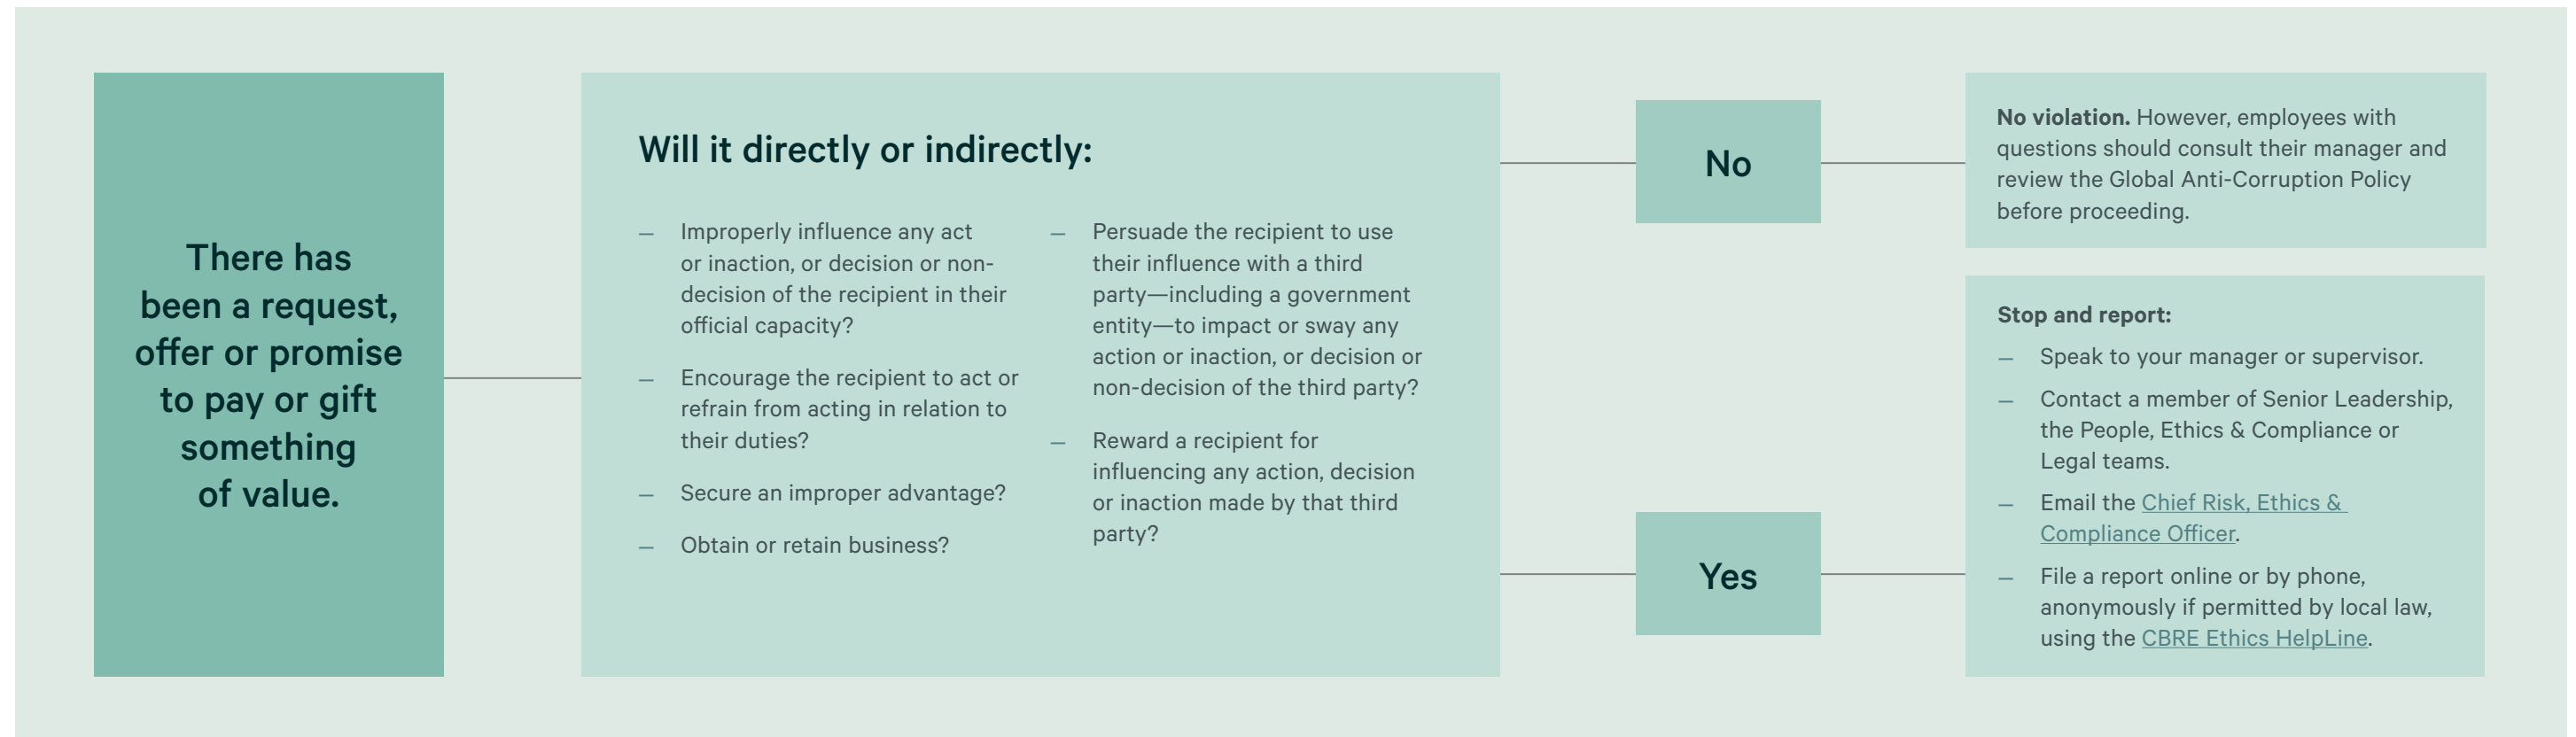 There has
been a request,
offer or promise
to pay or gift
something
of value.
Will it directly or indirectly:
— Improperly influence any act
or inaction, or decision or non-
decision of the recipient in their
official capacity?
— Encourage the recipient to act or
refrain from acting in relation to
their duties?
— Secure an improper advantage?
— Obtain or retain business?
— Persuade the recipient to use
their influence with a third
party—including a government
entity—to impact or sway any
action or inaction, or decision or
non-decision of the third party?
— Reward a recipient for
influencing any action, decision
or inaction made by that third
party?
No
No violation. However, employees with
questions should consult their manager and
review the Global Anti-Corruption Policy
before proceeding.
Yes
Stop and report:
— Speak to your manager or supervisor.
— Contact a member of Senior Leadership,
the People, Ethics & Compliance or
Legal teams.
— Email the Chief Risk, Ethics &
Compliance Officer.
— File a report online or by phone,
anonymously if permitted by local law,
using the CBRE Ethics HelpLine.